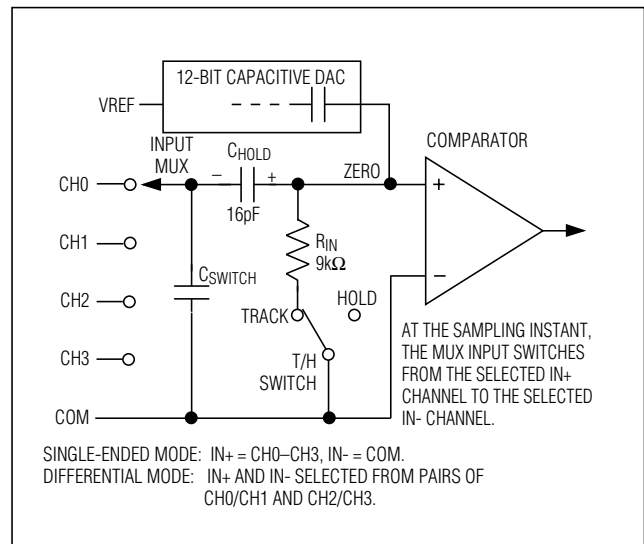 12-BIT CAPACITIVE DAC
VREF
COMPARATOR
INPUT
MUX
CHOLD
ZERO
CH0
− +
16pF
+
CH1
RIN
9kΩ
−
CSWITCH
CH2
TRACK
HOLD
CH3
T/H
SWITCH
COM
AT THE SAMPLING INSTANT,
THE MUX INPUT SWITCHES
FROM THE SELECTED IN+
CHANNEL TO THE SELECTED
IN- CHANNEL.
SINGLE-ENDED MODE: IN+ = CH0–CH3, IN- = COM.
DIFFERENTIAL MODE: IN+ AND IN- SELECTED FROM PAIRS OF
CH0/CH1 AND CH2/CH3.